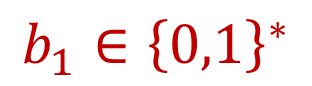 b₁ ∈ {0,1}*